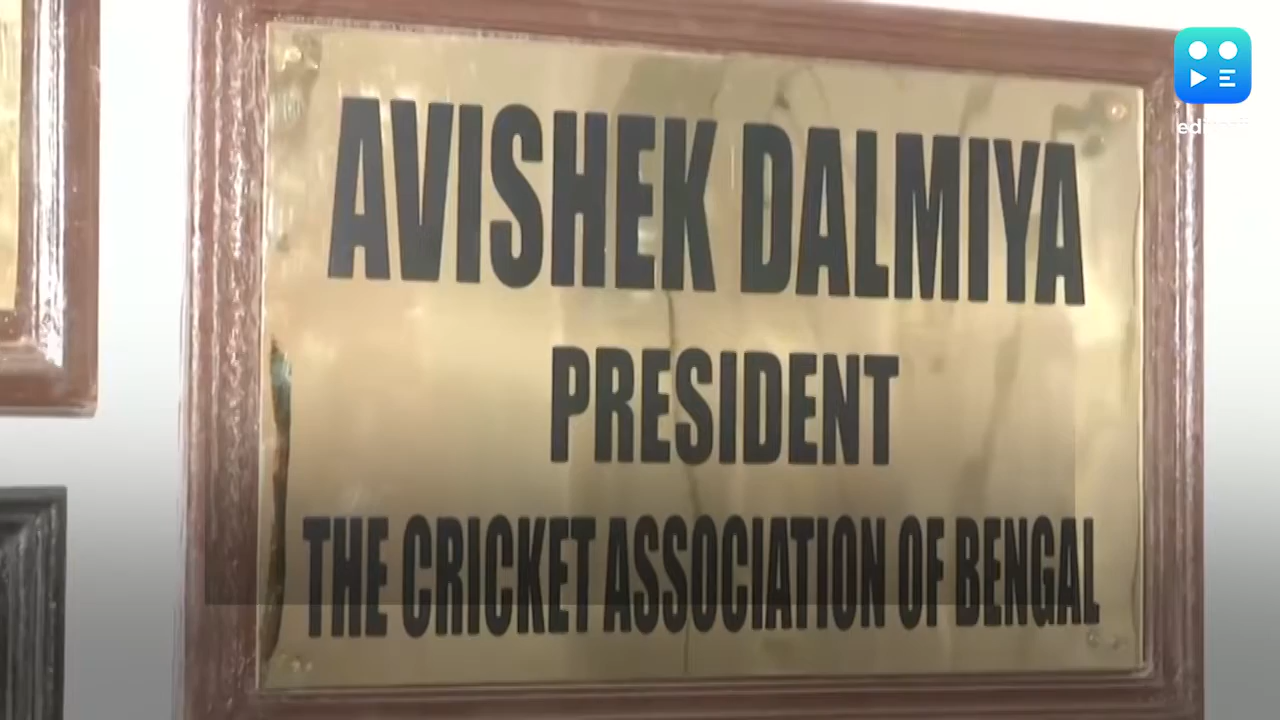 AVISHEK DALMIYA
PRESIDENT
THE CRICKET ASSOCIATION OF BENGAL